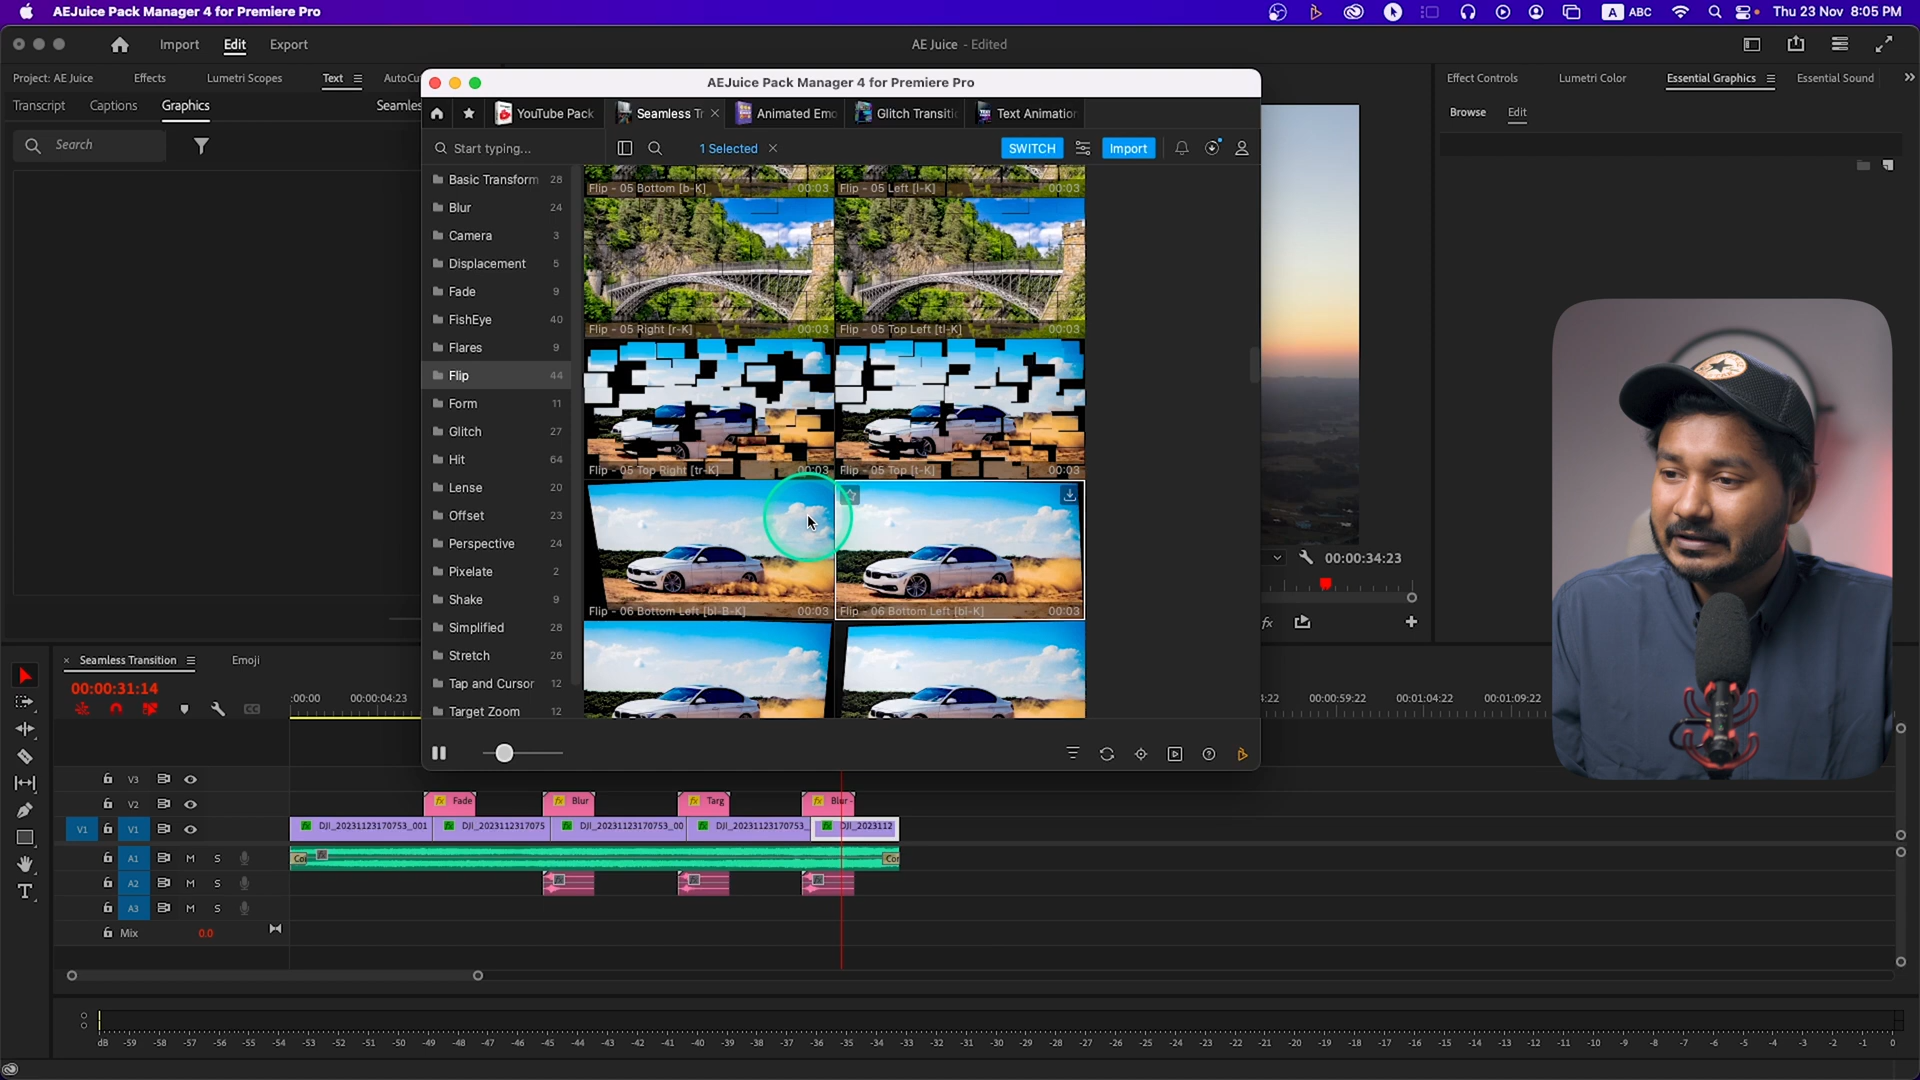 AEJuice Pack Manager 4 for Premiere Pro
A ABC
Thu 23 Nov 8:05 PM
Import Edit Export
AE Juice - Edited
Project: AE Juice Effects Lumetri Scopes Text AutoCu
Transcript Captions Graphics Seamles
Search
AEJuice Pack Manager 4 for Premiere Pro
YouTube Pack Seamless Tr Animated Emo Glitch Transitic Text Animation
Start typing...
1 Selected
SWITCH
Import
Basic Transform 28
Blur 24
Camera 3
Displacement 5
Fade 9
FishEye 40
Flares 9
Flip 44
Form 11
Glitch 27
Hit 64
Lense 20
Offset 23
Perspective 24
Pixelate 2
Shake 9
Simplified 28
Stretch 26
Tap and Cursor 12
Target Zoom 12
Flip - 05 Bottom [b-K] 00:03
Flip - 05 Left [l-K] 00:03
Flip - 05 Right [r-K] 00:03
Flip - 05 Top Left [tl-K] 00:03
Flip - 05 Top Right [tr-K] 00:03
Flip - 05 Top [t-K] 00:03
Flip - 06 Bottom Left [bl-B-K] 00:03
Flip - 06 Bottom Left [bl-K] 00:03
Effect Controls Lumetri Color Essential Graphics Essential Sound
Browse Edit
00:00:34:23
fx
Seamless Transition Emoji
00:00:31:14
:00:00 00:00:04:23
4:22 00:00:59:22 00:01:04:22 00:01:09:22
V3
V2
fx Fade fx Blur fx Targ fx Blur -
V1 V1
DJI_20231123170753_001 DJI_2023112317075 DJI_20231123170753_00 DJI_20231123170753_ DJI_2023112
A1 M S
Co Con
A2 M S
A3 M S
Mix 0.0
dB -59 -58 -57 -56 -55 -54 -53 -52 -51 -50 -49 -48 -47 -46 -45 -44 -43 -42 -41 -40 -39 -38 -37 -36 -35 -34 -33 -32 -31 -30 -29 -28 -27 -26 -25 -24 -23 -22 -21 -20 -19 -18 -17 -16 -15 -14 -13 -12 -11 -10 -9 -8 -7 -6 -5 -4 -3 -2 -1 0